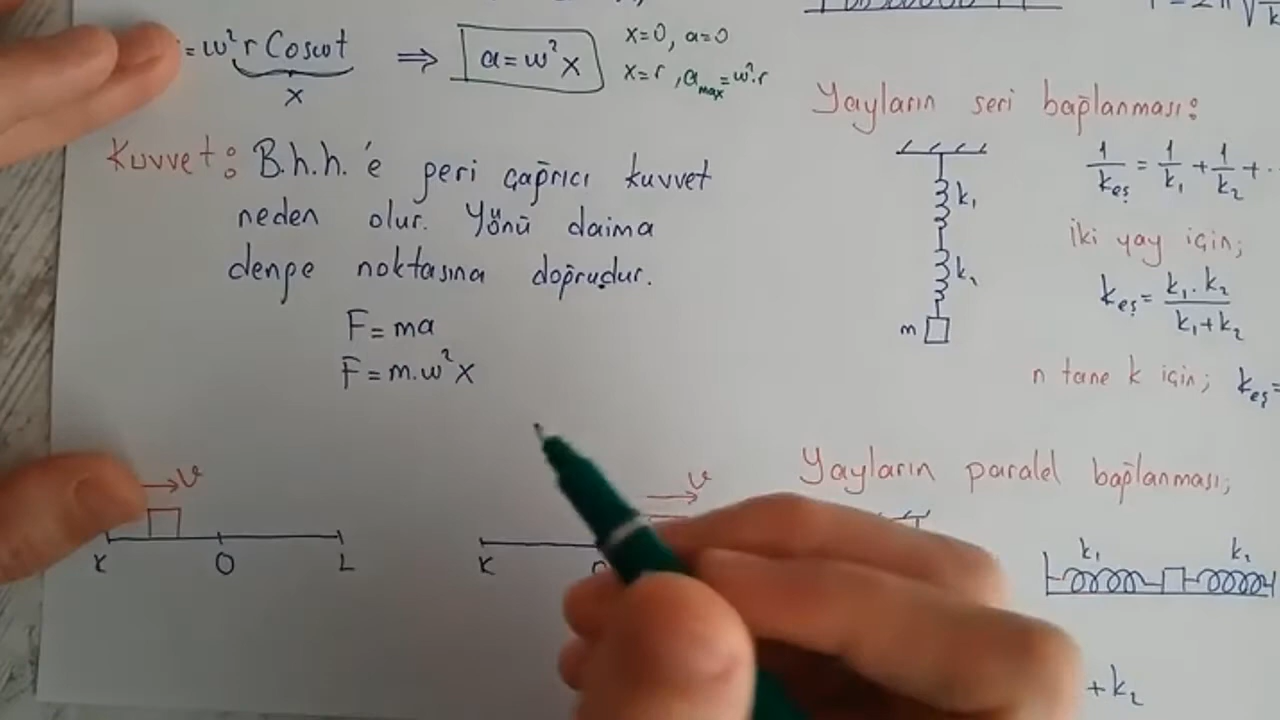 = w²r Coswt ⇒ a = w²x
x
x=0, a=0
x=r, a_max=w².r
Kuvvet: B.h.h.'e geri çağrıcı kuvvet
neden olur. Yönü daima
denge noktasına doğrudur.
F = ma
F = m.w²x
v
K O L
v
K
Yayların seri bağlanması:
k₁
k₂
m
1/k_eş = 1/k₁ + 1/k₂ + ·
iki yay için;
k_eş = k₁.k₂/k₁+k₂
n tane k için; k_eş=
Yayların paralel bağlanması;
k₁ k₂
+k₂